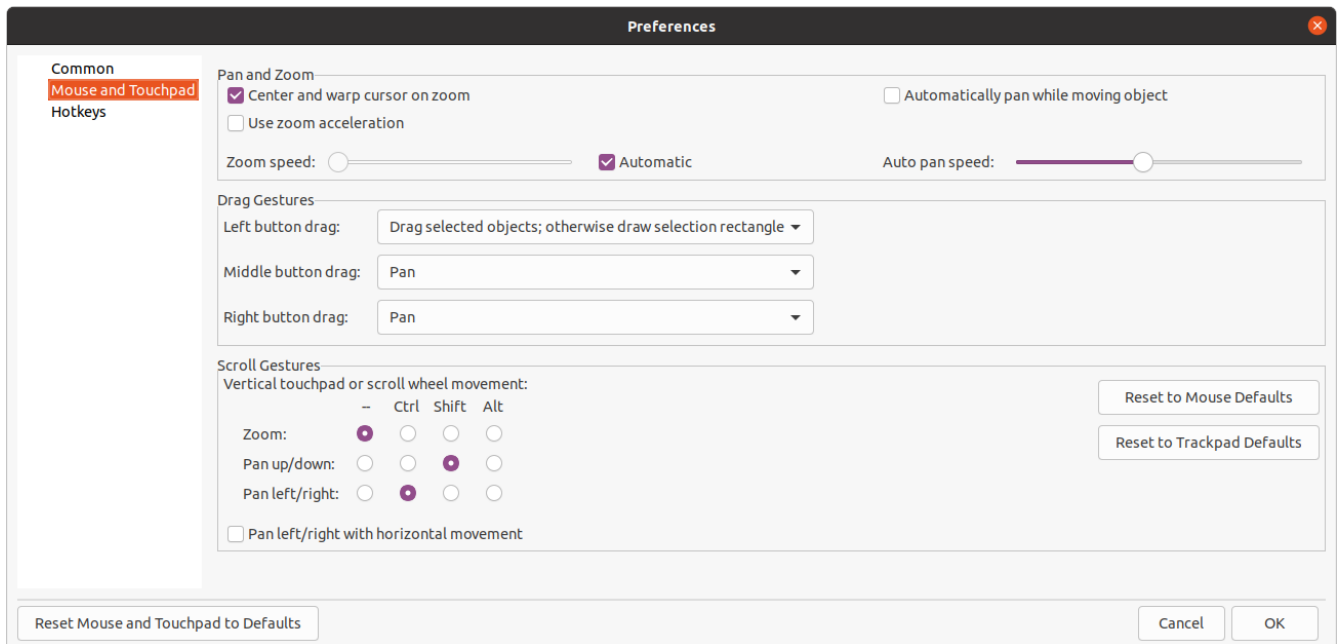 Preferences
Common
Mouse and Touchpad
Hotkeys
Pan and Zoom
Center and warp cursor on zoom
Automatically pan while moving object
Use zoom acceleration
Zoom speed:
Automatic
Auto pan speed:
Drag Gestures
Left button drag:
Drag selected objects; otherwise draw selection rectangle
Middle button drag:
Pan
Right button drag:
Pan
Scroll Gestures
Vertical touchpad or scroll wheel movement:
-- Ctrl Shift Alt
Zoom:
Pan up/down:
Pan left/right:
Pan left/right with horizontal movement
Reset to Mouse Defaults
Reset to Trackpad Defaults
Reset Mouse and Touchpad to Defaults
Cancel
OK